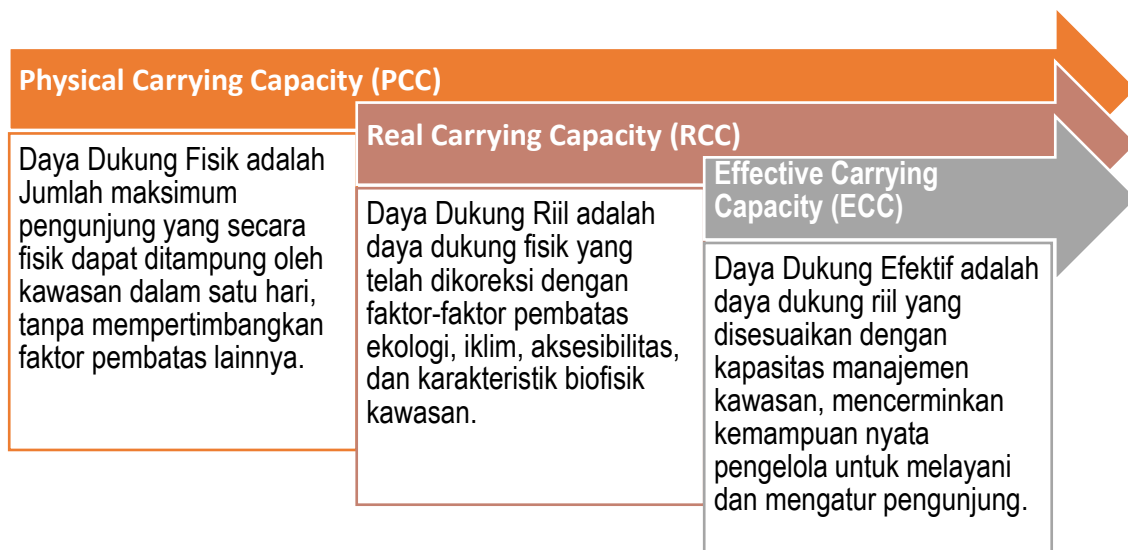 Physical Carrying Capacity (PCC)
Daya Dukung Fisik adalah
Jumlah maksimum
pengunjung yang secara
fisik dapat ditampung oleh
kawasan dalam satu hari,
tanpa mempertimbangkan
faktor pembatas lainnya.
Real Carrying Capacity (RCC)
Daya Dukung Riil adalah
daya dukung fisik yang
telah dikoreksi dengan
faktor-faktor pembatas
ekologi, iklim, aksesibilitas,
dan karakteristik biofisik
kawasan.
Effective Carrying
Capacity (ECC)
Daya Dukung Efektif adalah
daya dukung riil yang
disesuaikan dengan
kapasitas manajemen
kawasan, mencerminkan
kemampuan nyata
pengelola untuk melayani
dan mengatur pengunjung.